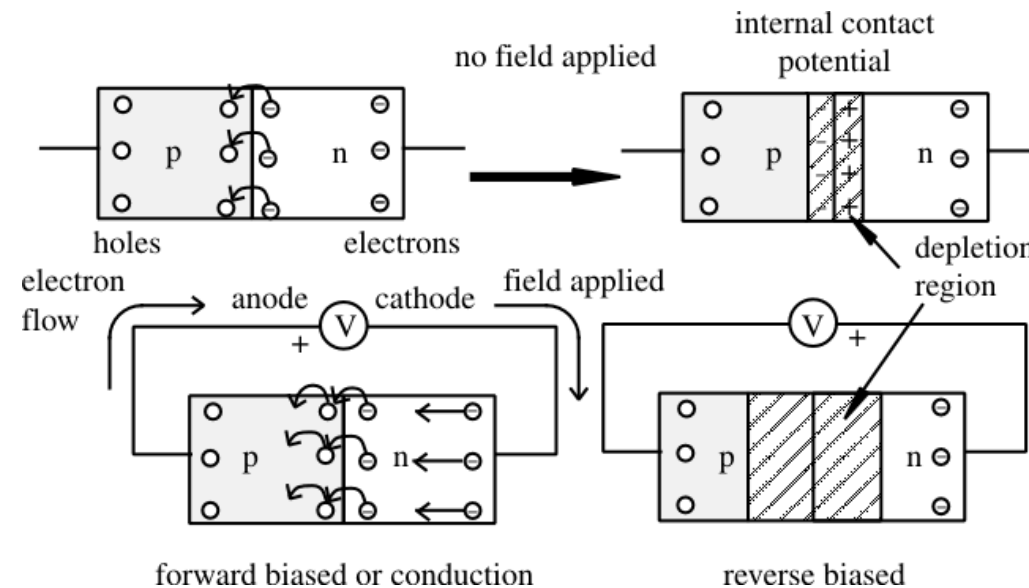 no field applied
internal contact
potential
p
n
p
n
holes
electrons
depletion
region
electron
flow
anode
cathode
field applied
V
+
V
+
p
n
p
n
forward biased or conduction
reverse biased